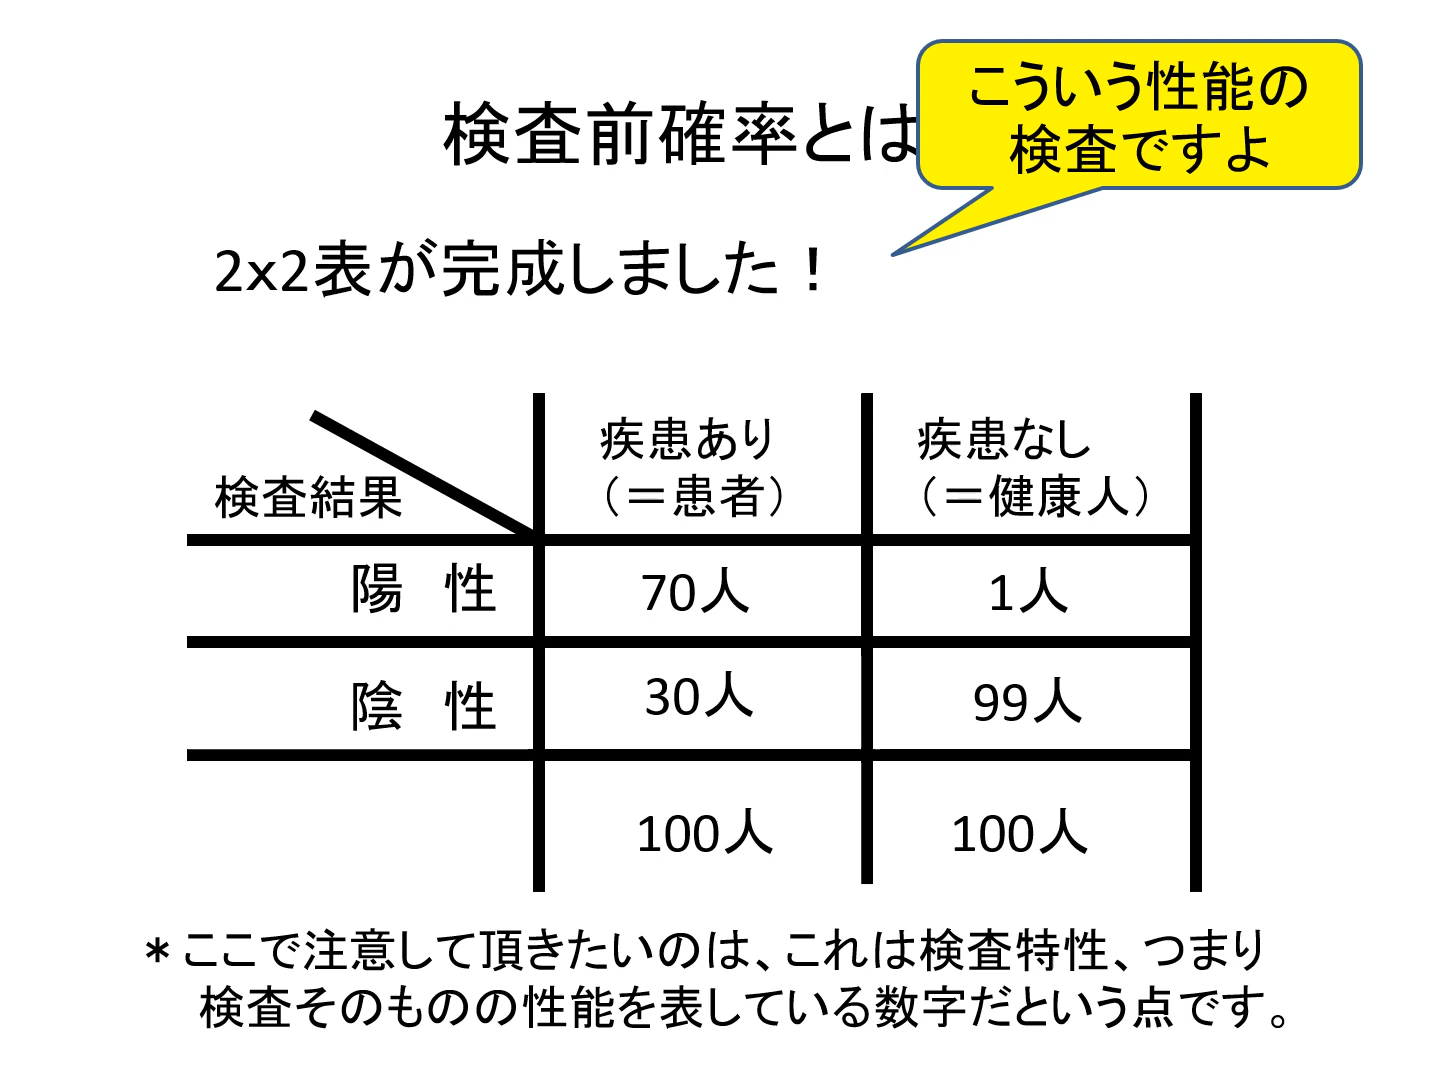 検査前確率とは
こういう性能の
検査ですよ
2x2表が完成しました！
疾患あり
（＝患者）
疾患なし
（＝健康人）
検査結果
陽　性
70人
1人
陰　性
30人
99人
100人
100人
＊ここで注意して頂きたいのは、これは検査特性、つまり
検査そのものの性能を表している数字だという点です。